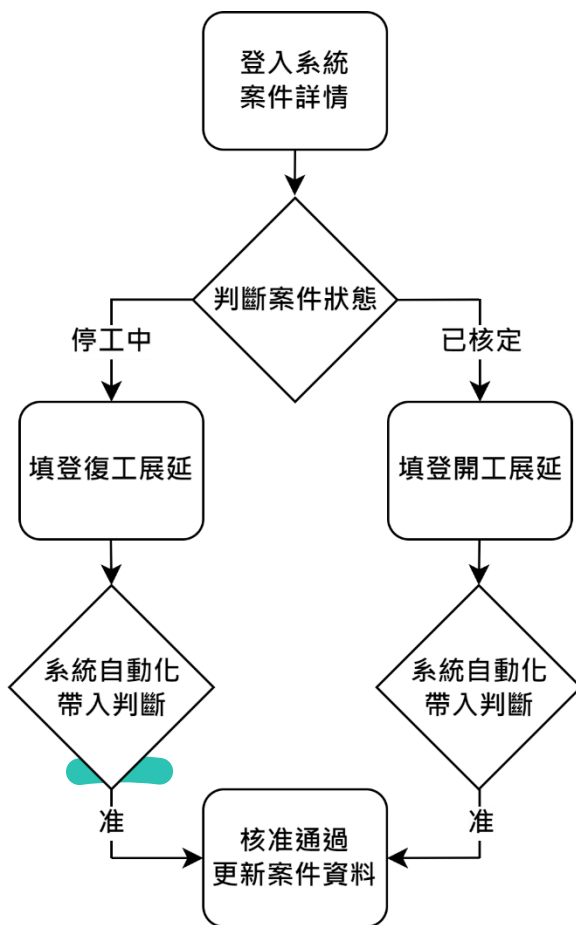 登入系統
案件詳情
判斷案件狀態
停工中
已核定
填登復工展延
填登開工展延
系統自動化
帶入判斷
系統自動化
帶入判斷
准
准
核准通過
更新案件資料